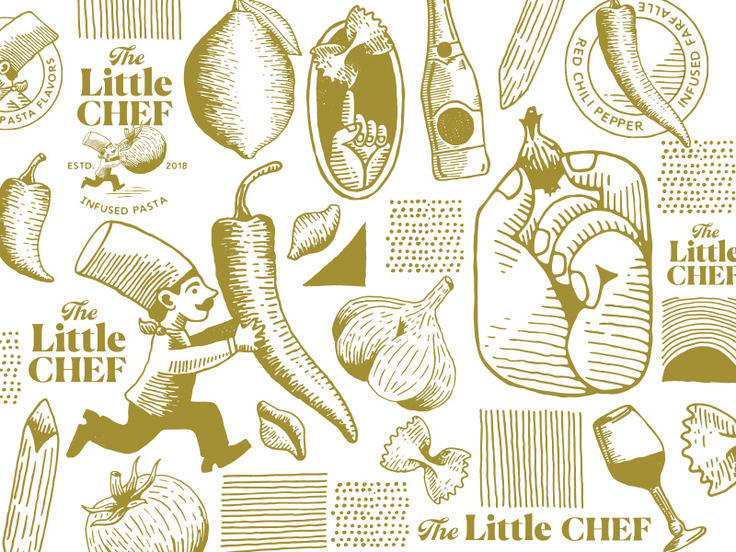 PASTA FLAVORS
The
Little
CHEF
ESTD. 2018
INFUSED PASTA
RED CHILI PEPPER
INFUSED FARFALLE
The
Little
CHEF
The
Little
CHEF
The Little CHEF